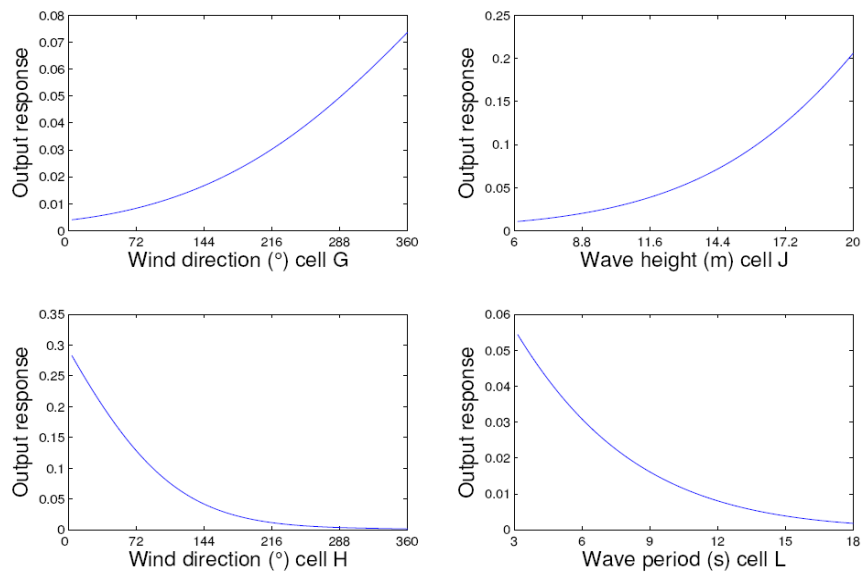 0.08
0.07
0.06
0.05
0.04
0.03
0.02
0.01
0
Output response
0 72 144 216 288 360
Wind direction (°) cell G
0.25
0.2
0.15
0.1
0.05
0
Output response
6 8.8 11.6 14.4 17.2 20
Wave height (m) cell J
0.35
0.3
0.25
0.2
0.15
0.1
0.05
0
Output response
0 72 144 216 288 360
Wind direction (°) cell H
0.06
0.05
0.04
0.03
0.02
0.01
0
Output response
3 6 9 12 15 18
Wave period (s) cell L